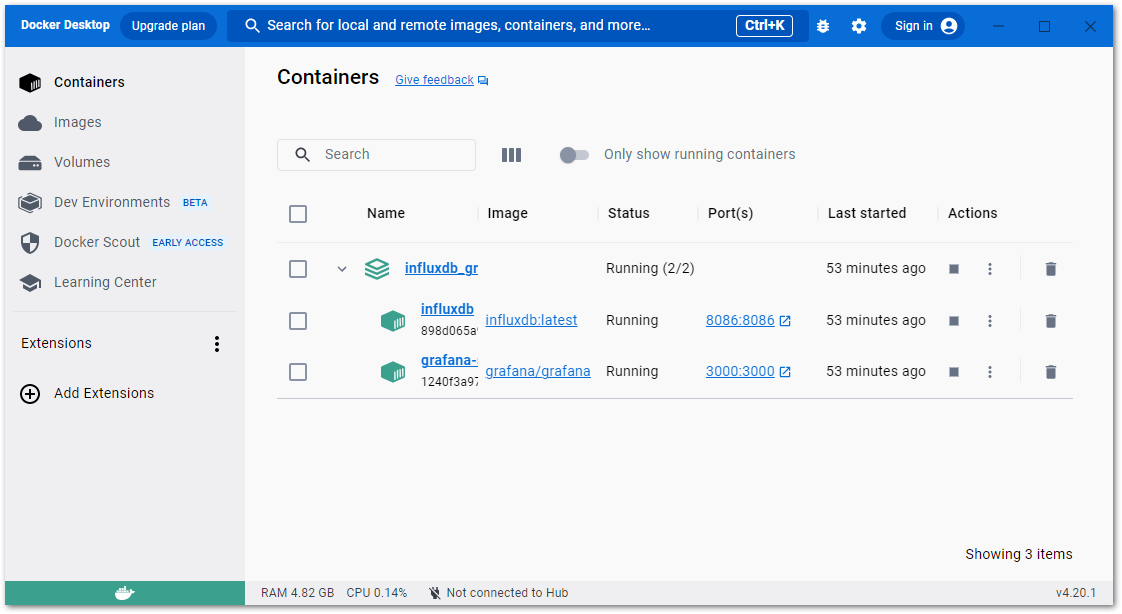 Docker Desktop Upgrade plan Search for local and remote images, containers, and more... Ctrl+K Sign in
Containers
Images
Volumes
Dev Environments BETA
Docker Scout EARLY ACCESS
Learning Center
Extensions
Add Extensions
Containers Give feedback
Search Only show running containers
Name Image Status Port(s) Last started Actions
influxdb_gr Running (2/2) 53 minutes ago
influxdb
898d065a
influxdb:latest Running 8086:8086 53 minutes ago
grafana-
1240f3a97
grafana/grafana Running 3000:3000 53 minutes ago
Showing 3 items
RAM 4.82 GB CPU 0.14% Not connected to Hub v4.20.1